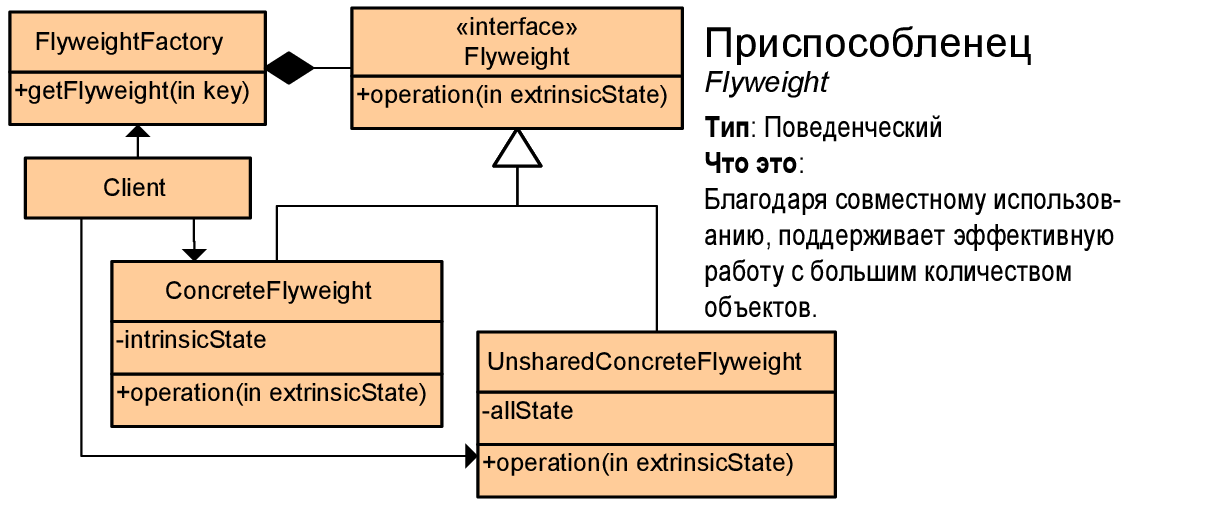 FlyweightFactory
+getFlyweight(in key)
«interface»
Flyweight
+operation(in extrinsicState)
Client
ConcreteFlyweight
-intrinsicState
+operation(in extrinsicState)
UnsharedConcreteFlyweight
-allState
+operation(in extrinsicState)
Приспособленец
Flyweight
Тип: Поведенческий
Что это:
Благодаря совместному использов-
анию, поддерживает эффективную
работу с большим количеством
объектов.